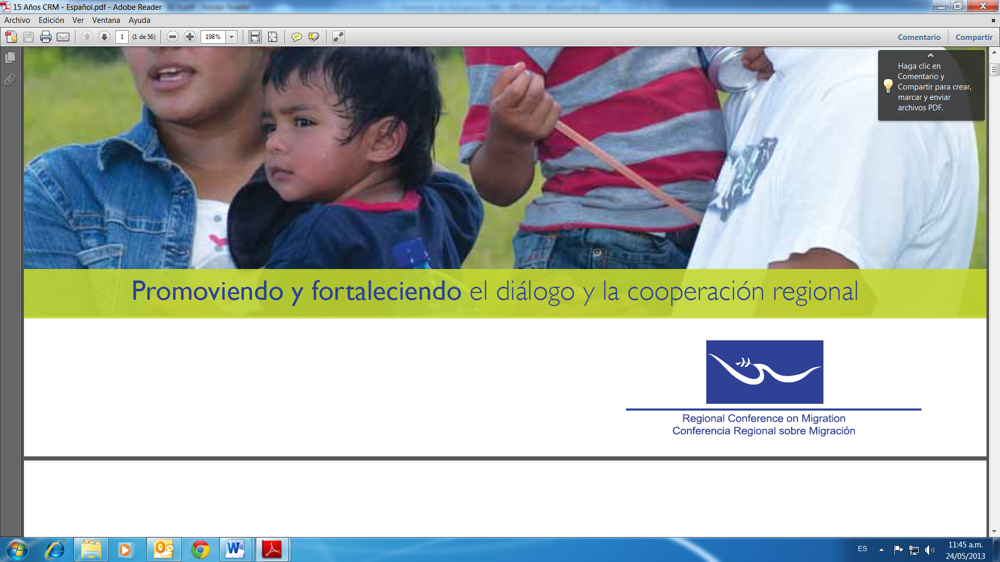 15 Años CRM - Español.pdf - Adobe Reader
Archivo Edición Ver Ventana Ayuda
1 (1 de 56) 198% Comentario Compartir
Haga clic en
Comentario y
Compartir para crear,
marcar y enviar
archivos PDF.
Promoviendo y fortaleciendo el diálogo y la cooperación regional
Regional Conference on Migration
Conferencia Regional sobre Migración
ES
11:45 a.m.
24/05/2013